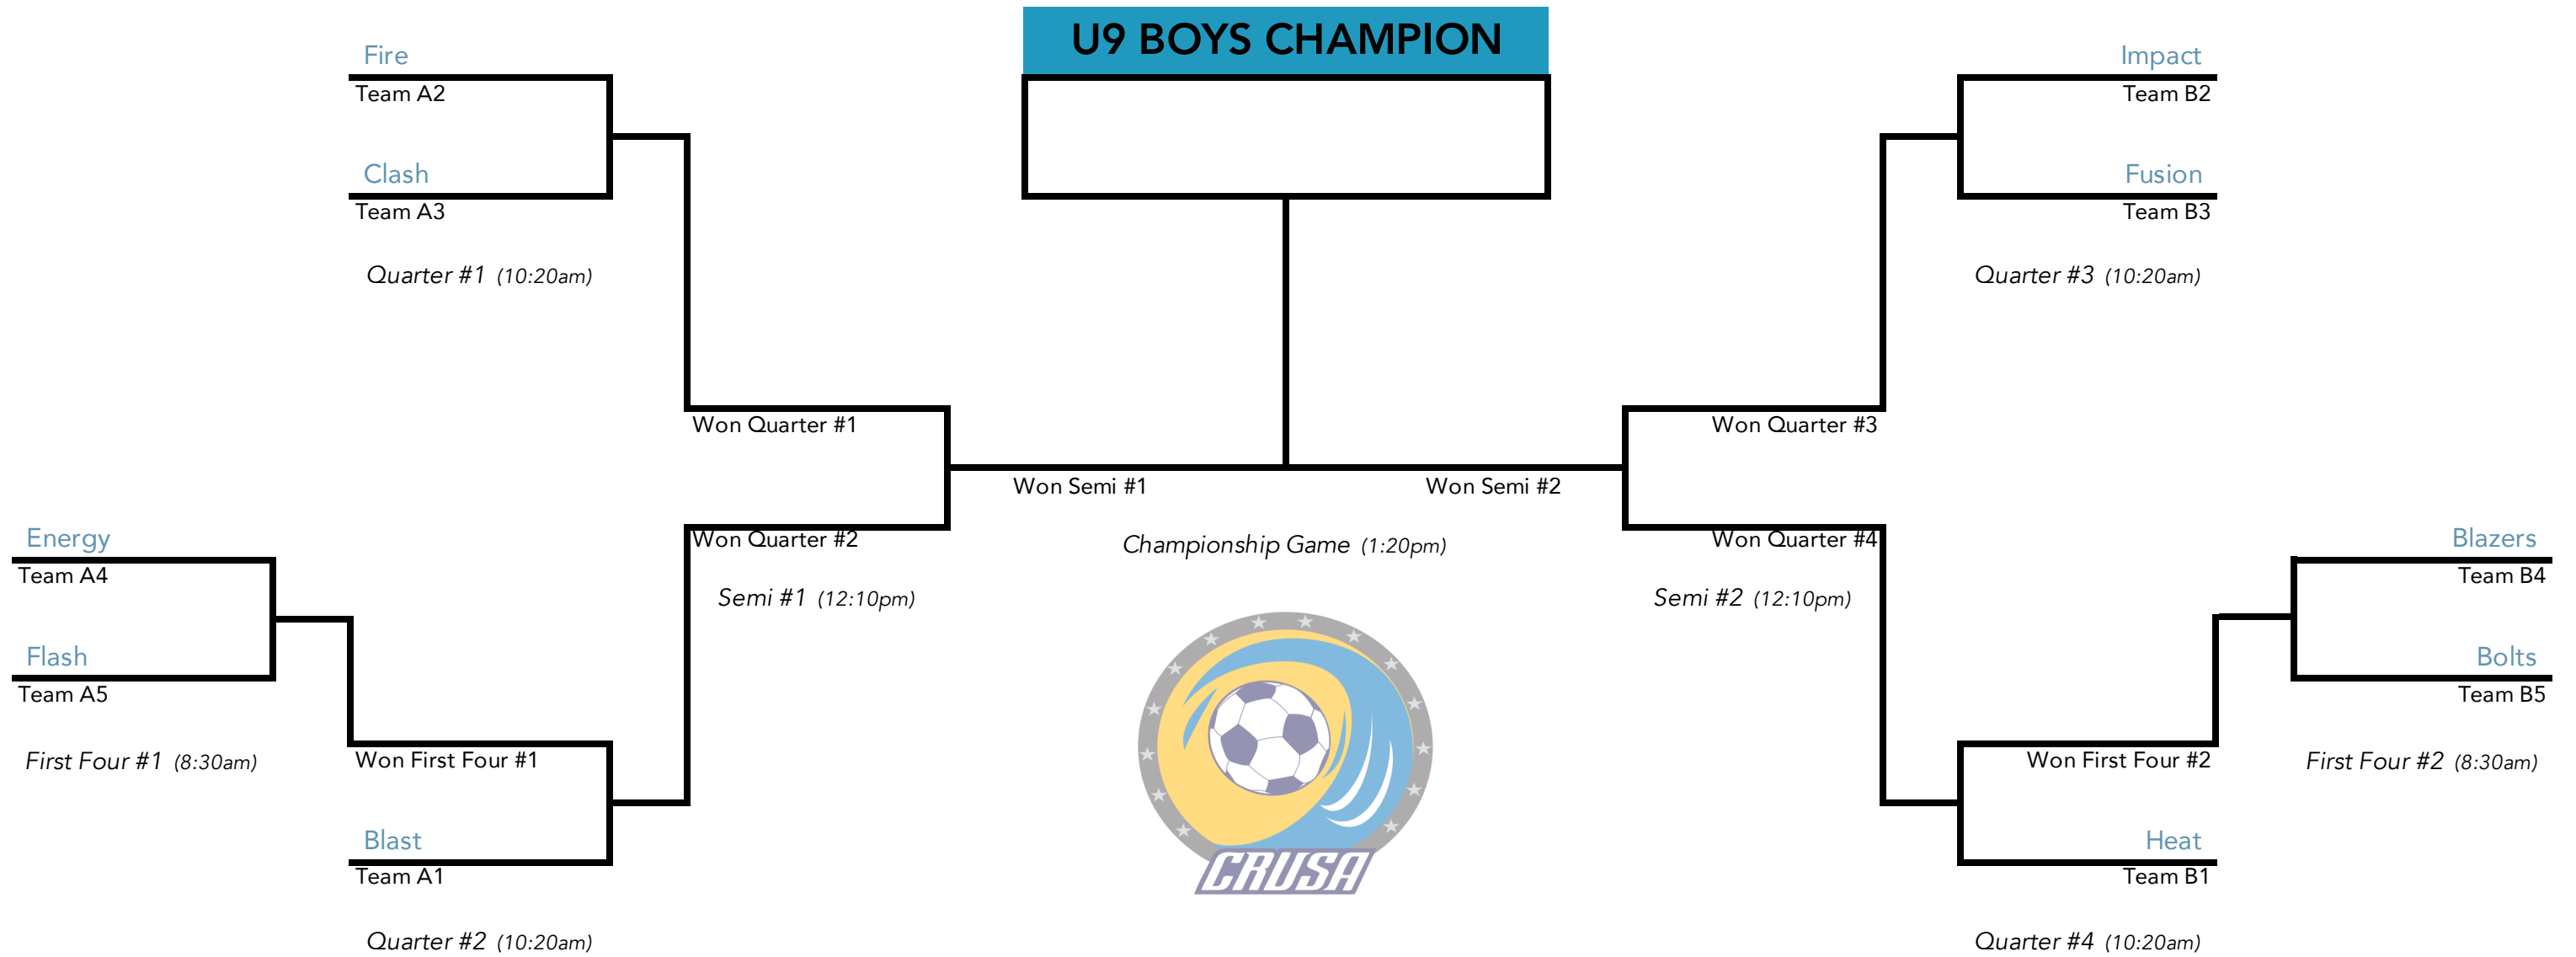 U9 BOYS CHAMPION
Fire
Team A2
Clash
Team A3
Quarter #1 (10:20am)
Impact
Team B2
Fusion
Team B3
Quarter #3 (10:20am)
Won Quarter #1
Won Quarter #2
Semi #1 (12:10pm)
Won Semi #1
Won Semi #2
Championship Game (1:20pm)
Won Quarter #3
Won Quarter #4
Semi #2 (12:10pm)
Energy
Team A4
Flash
Team A5
First Four #1 (8:30am)
Won First Four #1
Blast
Team A1
Quarter #2 (10:20am)
CRUSA
Blazers
Team B4
Bolts
Team B5
First Four #2 (8:30am)
Won First Four #2
Heat
Team B1
Quarter #4 (10:20am)